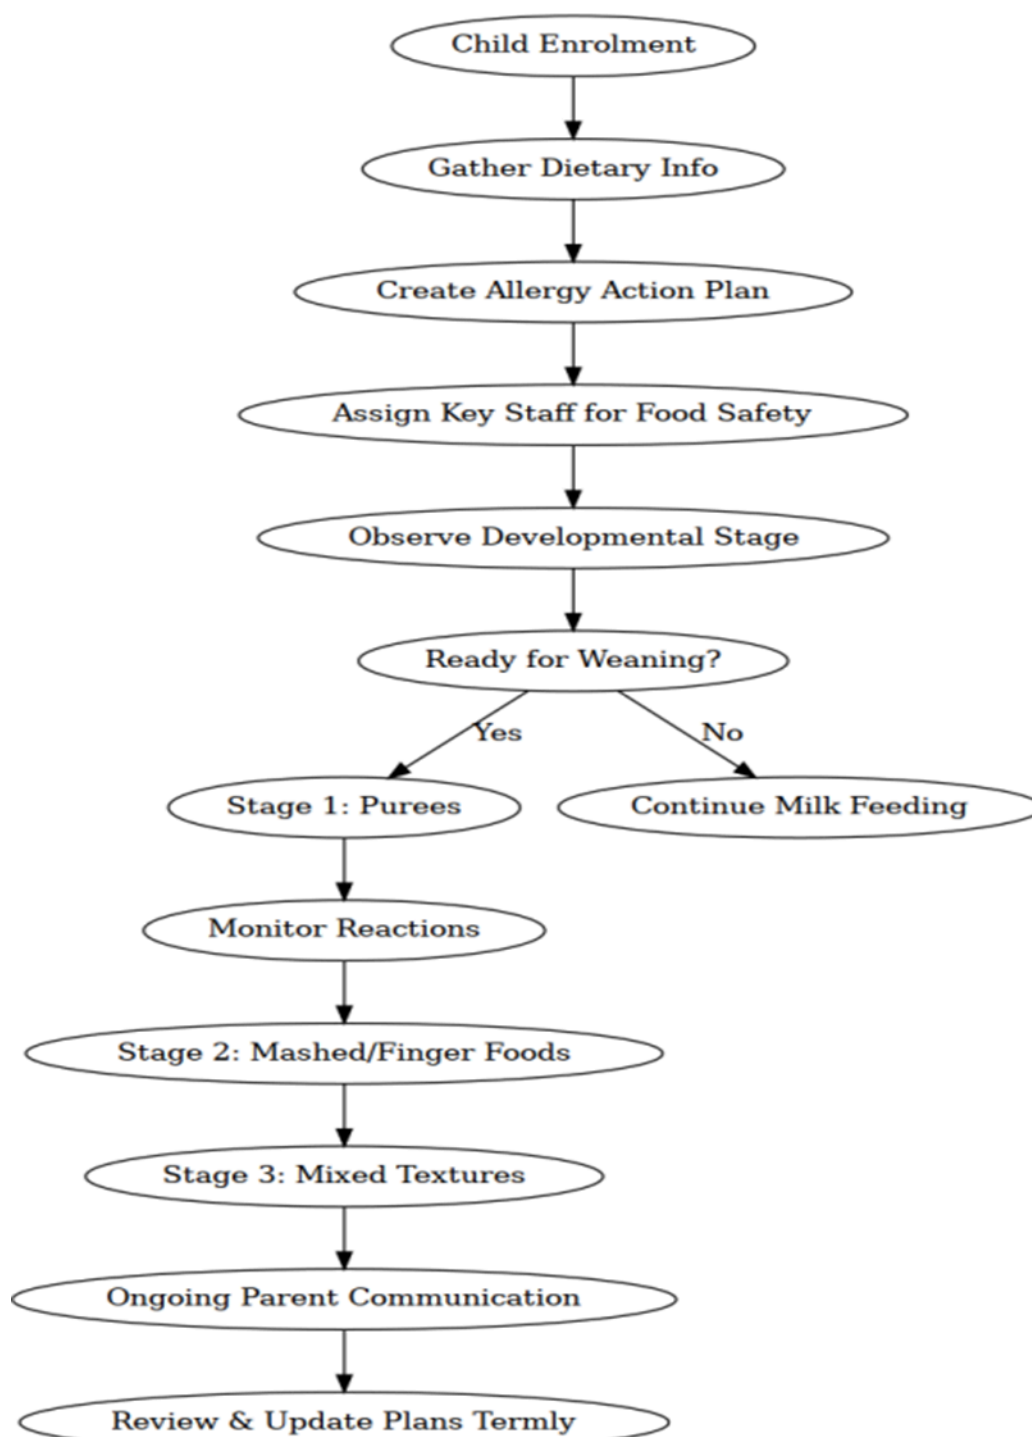 Child Enrolment
Gather Dietary Info
Create Allergy Action Plan
Assign Key Staff for Food Safety
Observe Developmental Stage
Ready for Weaning?
Yes
No
Stage 1: Purees
Continue Milk Feeding
Monitor Reactions
Stage 2: Mashed/Finger Foods
Stage 3: Mixed Textures
Ongoing Parent Communication
Review & Update Plans Termly